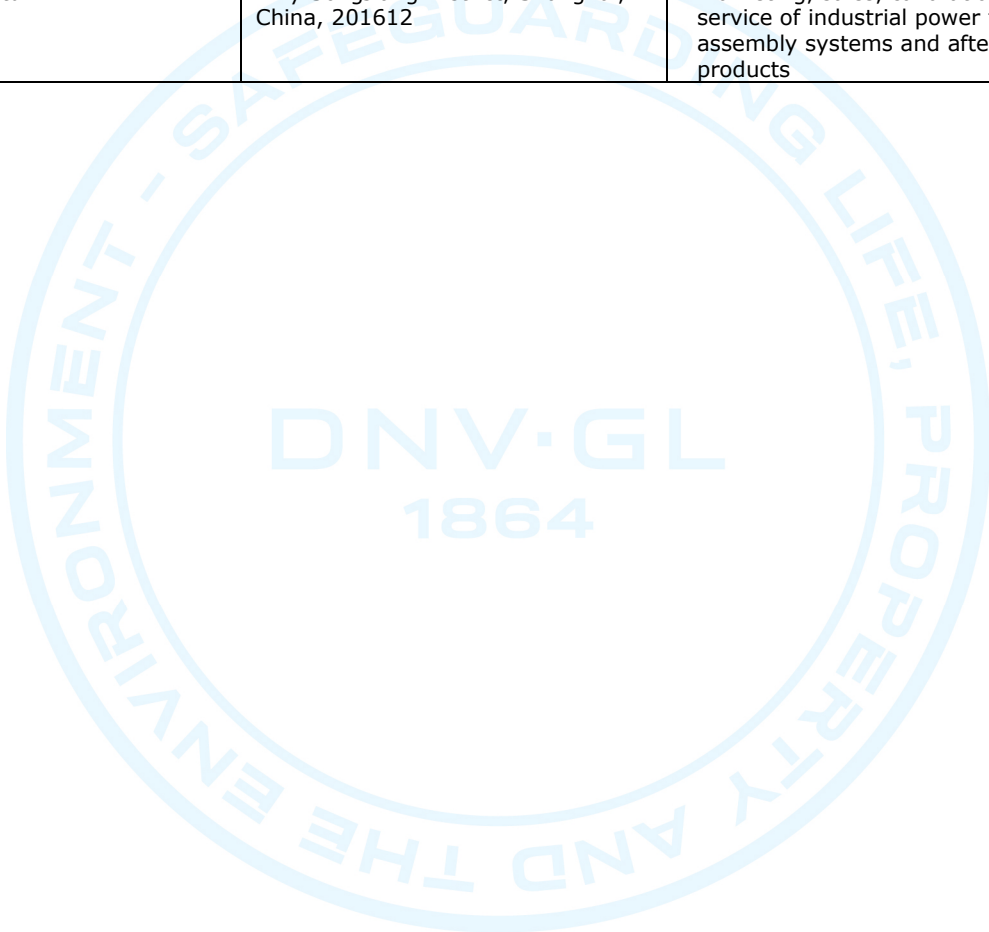 China, 201612
service of industrial power
assembly systems and afte
products
SAFEGUARDING LIFE, PROPERTY AND THE ENVIRONMENT -
DNV·GL
1864